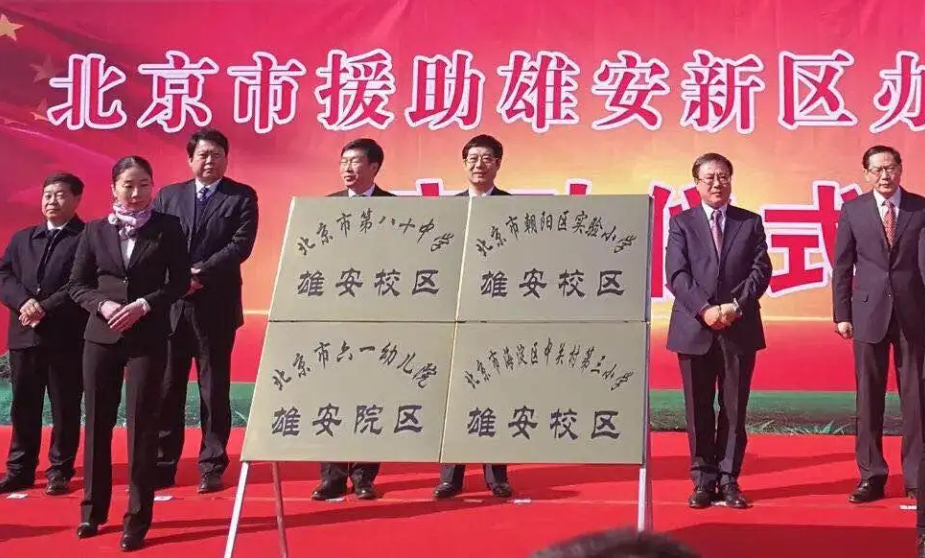 北京市援助雄安新区办
动仪式
北京市第八十中学
雄安校区
北京市朝阳区实验小学
雄安校区
北京市六一幼儿院
雄安院区
北京市海淀区中关村第三小学
雄安校区